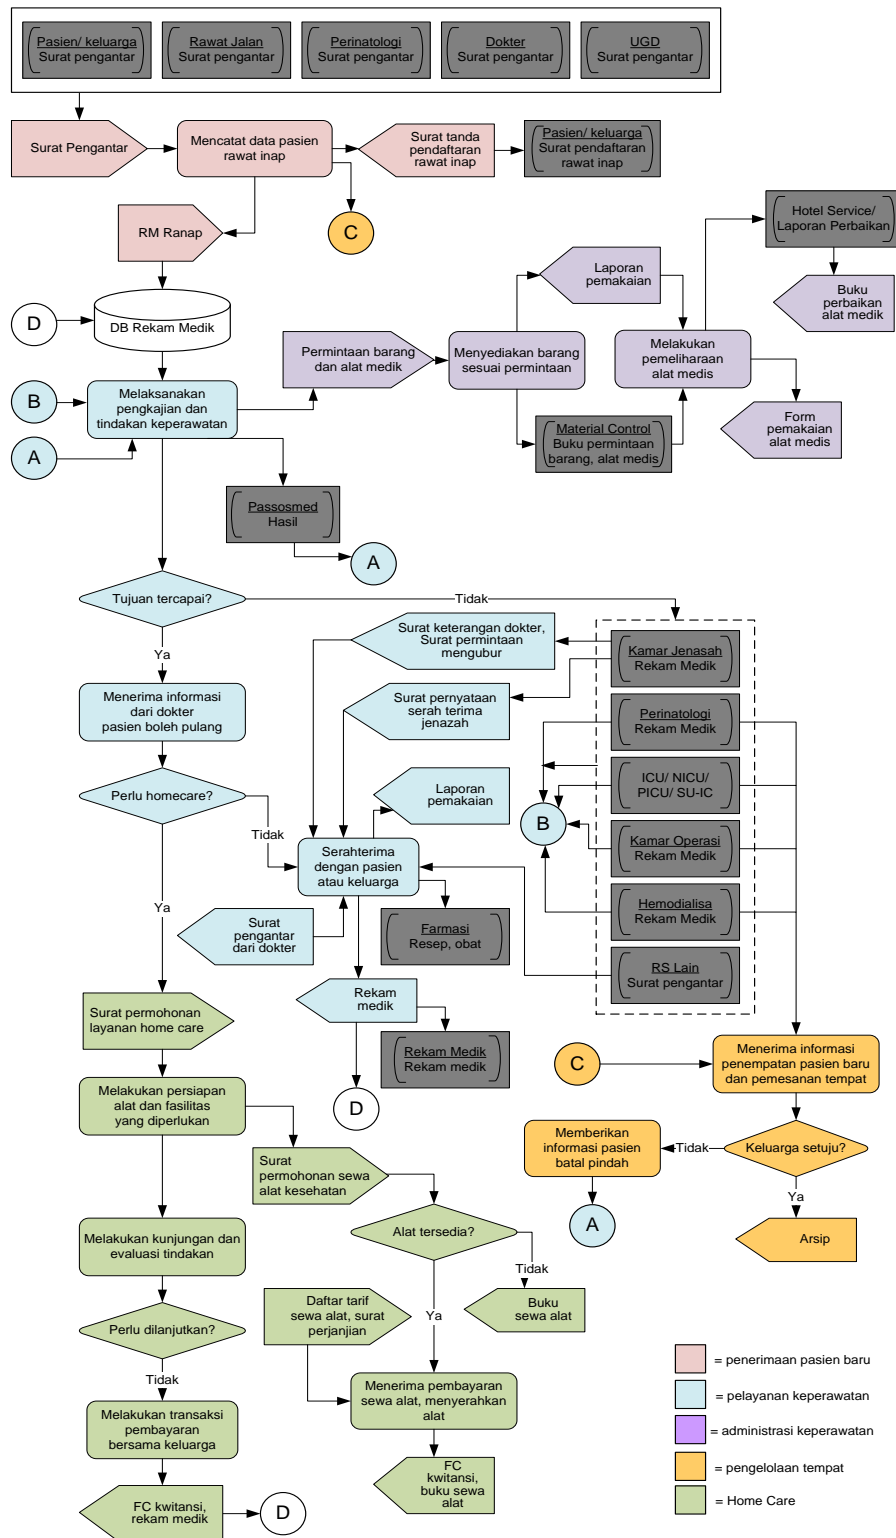 Pasien/ keluarga
Surat pengantar
Rawat Jalan
Surat pengantar
Perinatologi
Surat pengantar
Dokter
Surat pengantar
UGD
Surat pengantar
Surat Pengantar
Mencatat data pasien
rawat inap
Surat tanda
pendaftaran
rawat inap
Pasien/ keluarga
Surat pendaftaran
rawat inap
C
RM Ranap
Hotel Service/
Laporan Perbaikan
Laporan
pemakaian
Buku
perbaikan
alat medik
D
DB Rekam Medik
Permintaan barang
dan alat medik
Menyediakan barang
sesuai permintaan
Melakukan
pemeliharaan
alat medis
B
Melaksanakan
pengkajian dan
tindakan keperawatan
A
Material Control
Buku permintaan
barang, alat medis
Form
pemakaian
alat medis
Passosmed
Hasil
A
Tujuan tercapai?
Tidak
Ya
Surat keterangan dokter,
Surat permintaan
mengubur
Kamar Jenasah
Rekam Medik
Menerima informasi
dari dokter
pasien boleh pulang
Surat pernyataan
serah terima
jenazah
Perinatologi
Rekam Medik
Perlu homecare?
Laporan
pemakaian
ICU/ NICU/
PICU/ SU-IC
B
Tidak
Serahterima
dengan pasien
atau keluarga
Kamar Operasi
Rekam Medik
Ya
Surat
pengantar
dari dokter
Farmasi
Resep, obat
Hemodialisa
Rekam Medik
RS Lain
Surat pengantar
Surat permohonan
layanan home care
Rekam
medik
Rekam Medik
Rekam medik
C
Menerima informasi
penempatan pasien baru
dan pemesanan tempat
Melakukan persiapan
alat dan fasilitas
yang diperlukan
D
Memberikan
informasi pasien
batal pindah
Tidak
Keluarga setuju?
Surat
permohonan sewa
alat kesehatan
Ya
A
Arsip
Melakukan kunjungan dan
evaluasi tindakan
Alat tersedia?
Tidak
Daftar tarif
sewa alat, surat
perjanjian
Ya
Buku
sewa alat
Perlu dilanjutkan?
Tidak
Menerima pembayaran
sewa alat, menyerahkan
alat
Melakukan transaksi
pembayaran
bersama keluarga
FC
kwitansi,
buku sewa
alat
FC kwitansi,
rekam medik
D
= penerimaan pasien baru
= pelayanan keperawatan
= administrasi keperawatan
= pengelolaan tempat
= Home Care